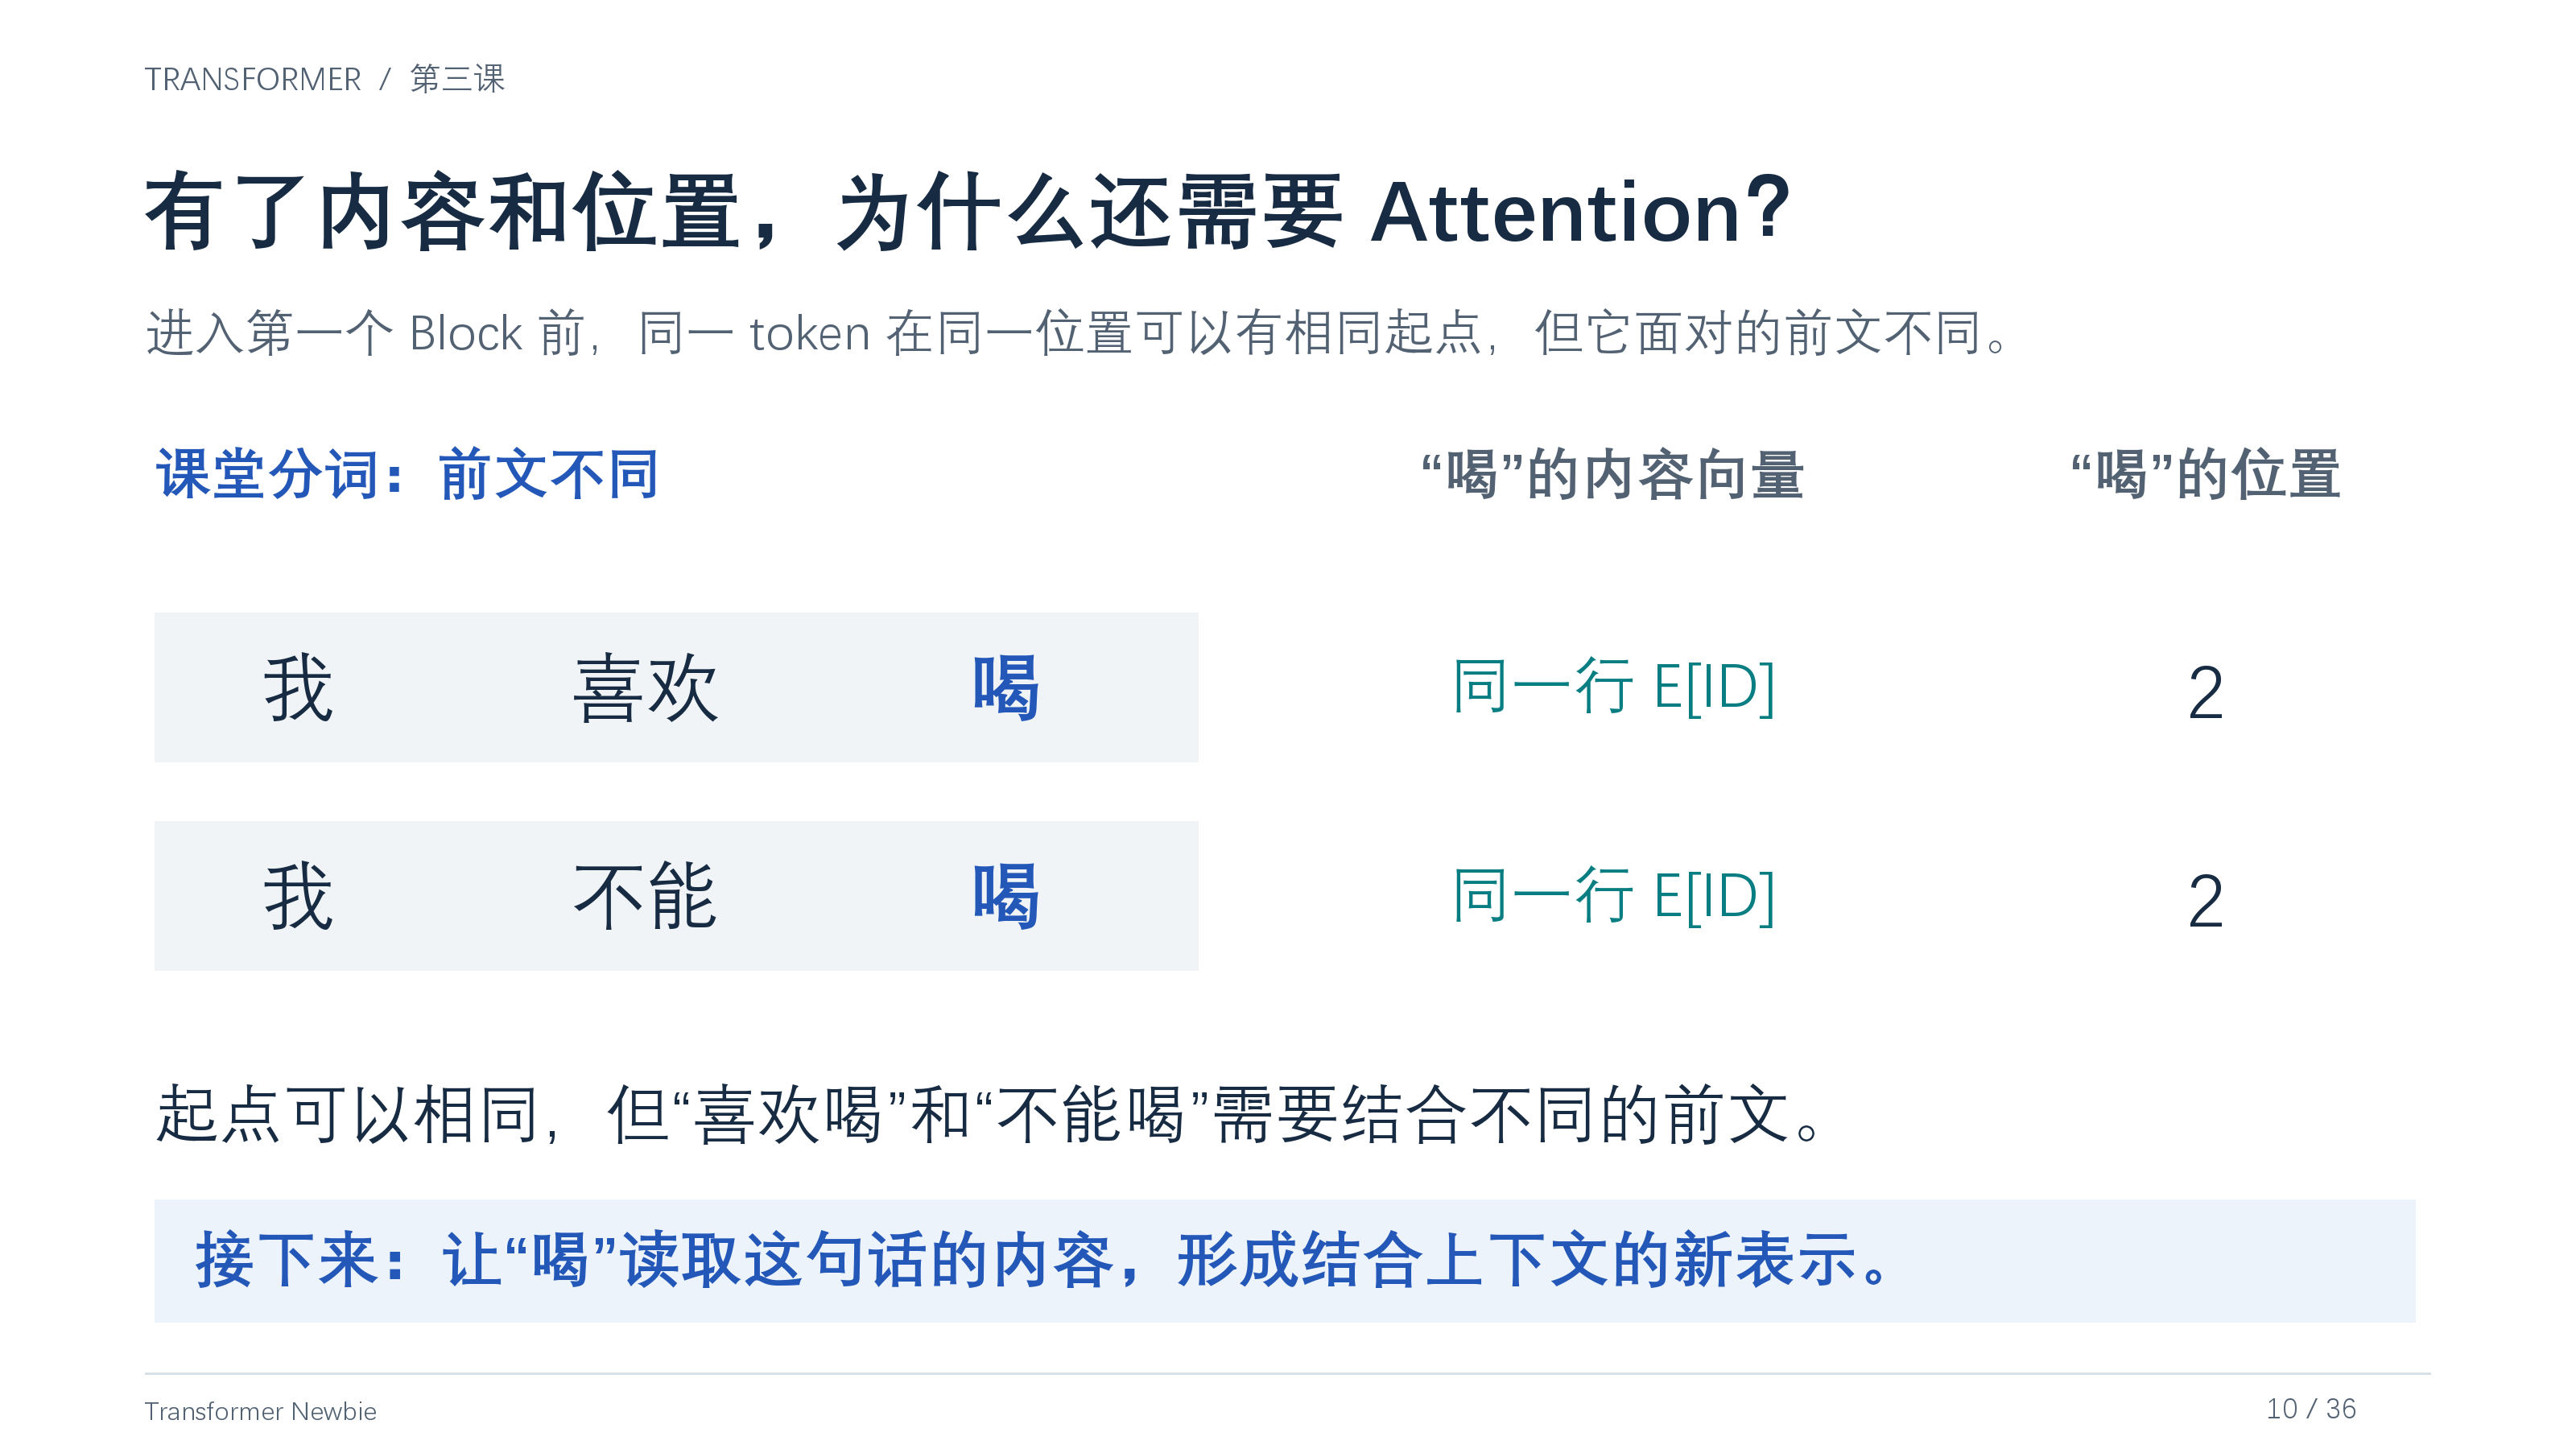 TRANSFORMER / 第三课
有了内容和位置，为什么还需要 Attention？
进入第一个 Block 前，同一 token 在同一位置可以有相同起点，但它面对的前文不同。
课堂分词：前文不同 “喝”的内容向量 “喝”的位置
我 喜欢 喝 同一行 E[ID] 2
我 不能 喝 同一行 E[ID] 2
起点可以相同，但“喜欢喝”和“不能喝”需要结合不同的前文。
接下来：让“喝”读取这句话的内容，形成结合上下文的新表示。
Transformer Newbie 10 / 36